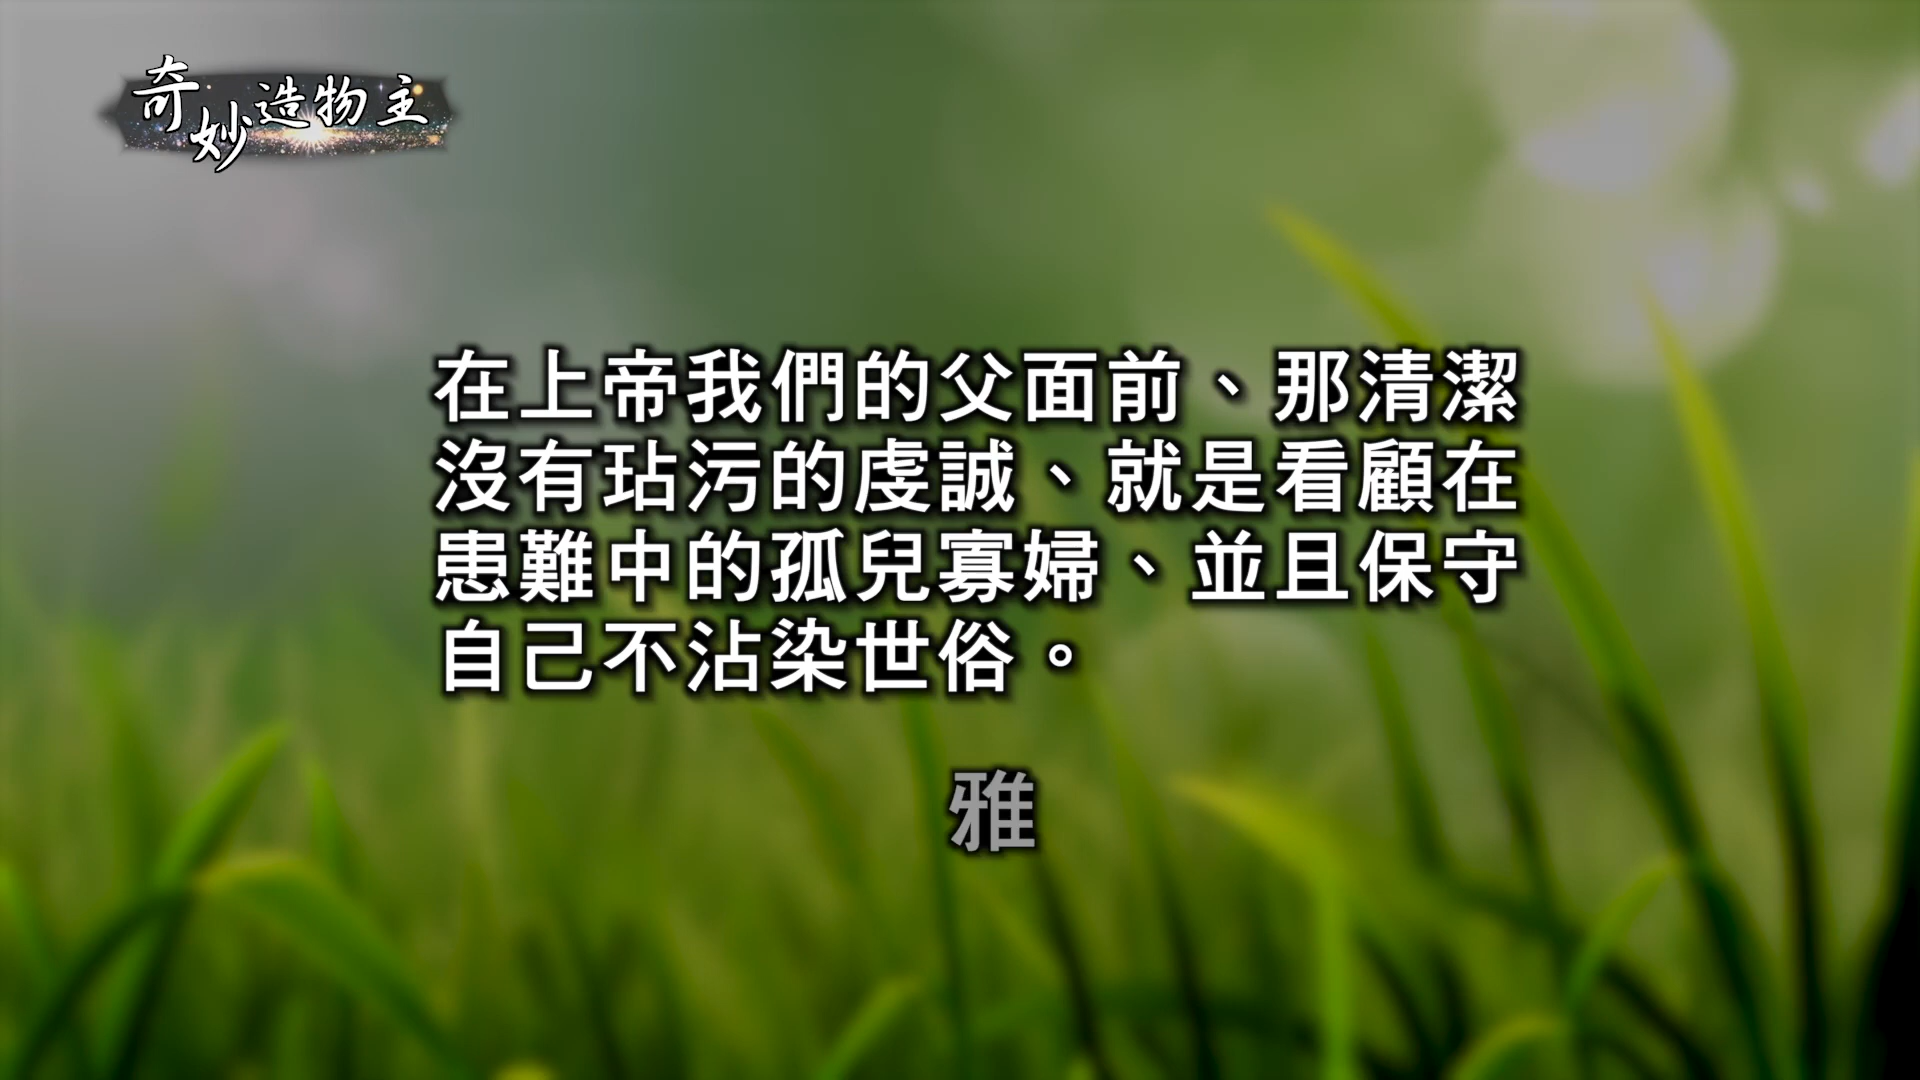 奇妙造物主
在上帝我們的父面前、那清潔
沒有玷污的虔誠、就是看顧在
患難中的孤兒寡婦、並且保守
自己不沾染世俗。
雅